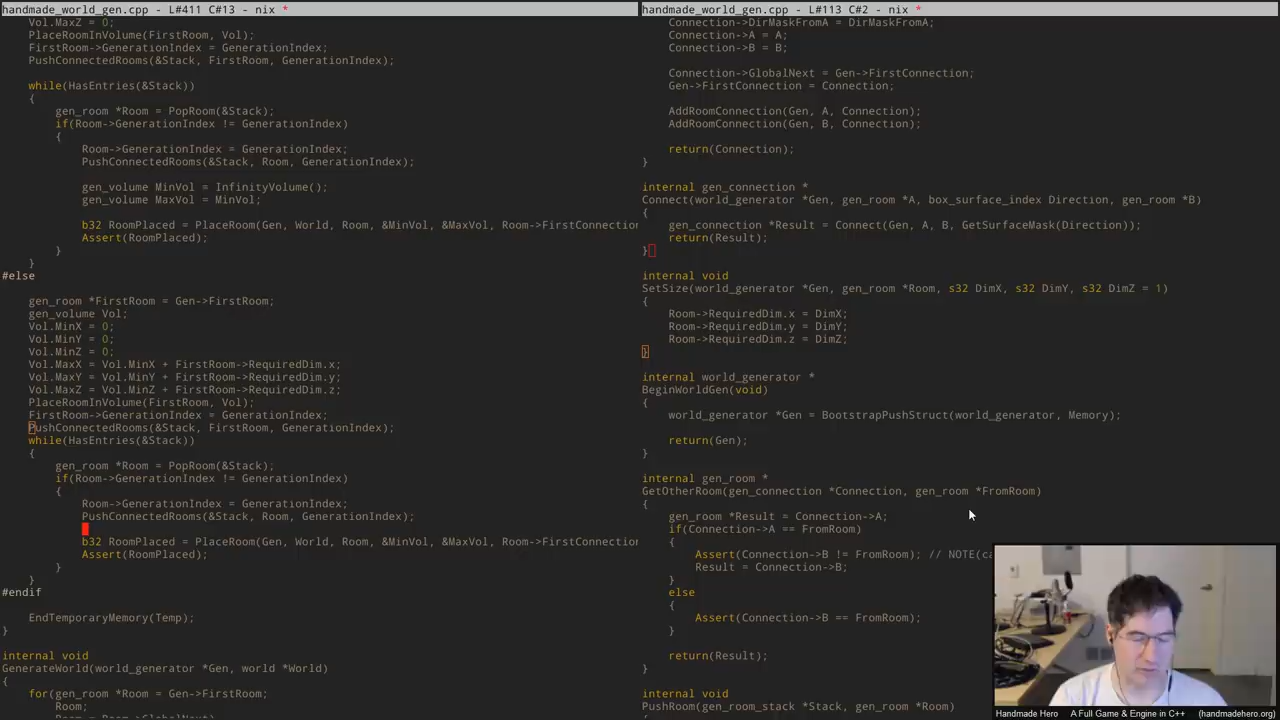 handmade_world_gen.cpp - L#411 C#13 - nix *
    Vol.MaxZ = 0;
    PlaceRoomInVolume(FirstRoom, Vol);
    FirstRoom->GenerationIndex = GenerationIndex;
    PushConnectedRooms(&Stack, FirstRoom, GenerationIndex);
    while(HasEntries(&Stack))
    {
        gen_room *Room = PopRoom(&Stack);
        if(Room->GenerationIndex != GenerationIndex)
        {
            Room->GenerationIndex = GenerationIndex;
            PushConnectedRooms(&Stack, Room, GenerationIndex);
            gen_volume MinVol = InfinityVolume();
            gen_volume MaxVol = MinVol;
            b32 RoomPlaced = PlaceRoom(Gen, World, Room, &MinVol, &MaxVol, Room->FirstConnection
            Assert(RoomPlaced);
        }
    }
#else
    gen_room *FirstRoom = Gen->FirstRoom;
    gen_volume Vol;
    Vol.MinX = 0;
    Vol.MinY = 0;
    Vol.MinZ = 0;
    Vol.MaxX = Vol.MinX + FirstRoom->RequiredDim.x;
    Vol.MaxY = Vol.MinY + FirstRoom->RequiredDim.y;
    Vol.MaxZ = Vol.MinZ + FirstRoom->RequiredDim.z;
    PlaceRoomInVolume(FirstRoom, Vol);
    FirstRoom->GenerationIndex = GenerationIndex;
    PushConnectedRooms(&Stack, FirstRoom, GenerationIndex);
    while(HasEntries(&Stack))
    {
        gen_room *Room = PopRoom(&Stack);
        if(Room->GenerationIndex != GenerationIndex)
        {
            Room->GenerationIndex = GenerationIndex;
            PushConnectedRooms(&Stack, Room, GenerationIndex);
            b32 RoomPlaced = PlaceRoom(Gen, World, Room, &MinVol, &MaxVol, Room->FirstConnection
            Assert(RoomPlaced);
        }
    }
#endif
    EndTemporaryMemory(Temp);
}
internal void
GenerateWorld(world_generator *Gen, world *World)
{
    for(gen_room *Room = Gen->FirstRoom;
        Room;
handmade_world_gen.cpp - L#113 C#2 - nix *
    Connection->DirMaskFromA = DirMaskFromA;
    Connection->A = A;
    Connection->B = B;
    Connection->GlobalNext = Gen->FirstConnection;
    Gen->FirstConnection = Connection;
    AddRoomConnection(Gen, A, Connection);
    AddRoomConnection(Gen, B, Connection);
    return(Connection);
}
internal gen_connection *
Connect(world_generator *Gen, gen_room *A, box_surface_index Direction, gen_room *B)
{
    gen_connection *Result = Connect(Gen, A, B, GetSurfaceMask(Direction));
    return(Result);
}
internal void
SetSize(world_generator *Gen, gen_room *Room, s32 DimX, s32 DimY, s32 DimZ = 1)
{
    Room->RequiredDim.x = DimX;
    Room->RequiredDim.y = DimY;
    Room->RequiredDim.z = DimZ;
}
internal world_generator *
BeginWorldGen(void)
{
    world_generator *Gen = BootstrapPushStruct(world_generator, Memory);
    return(Gen);
}
internal gen_room *
GetOtherRoom(gen_connection *Connection, gen_room *FromRoom)
{
    gen_room *Result = Connection->A;
    if(Connection->A == FromRoom)
    {
        Assert(Connection->B != FromRoom); // NOTE(ca
        Result = Connection->B;
    }
    else
    {
        Assert(Connection->B == FromRoom);
    }
    return(Result);
}
internal void
PushRoom(gen_room_stack *Stack, gen_room *Room)
Handmade Hero    A Full Game & Engine in C++    (handmadehero.org)